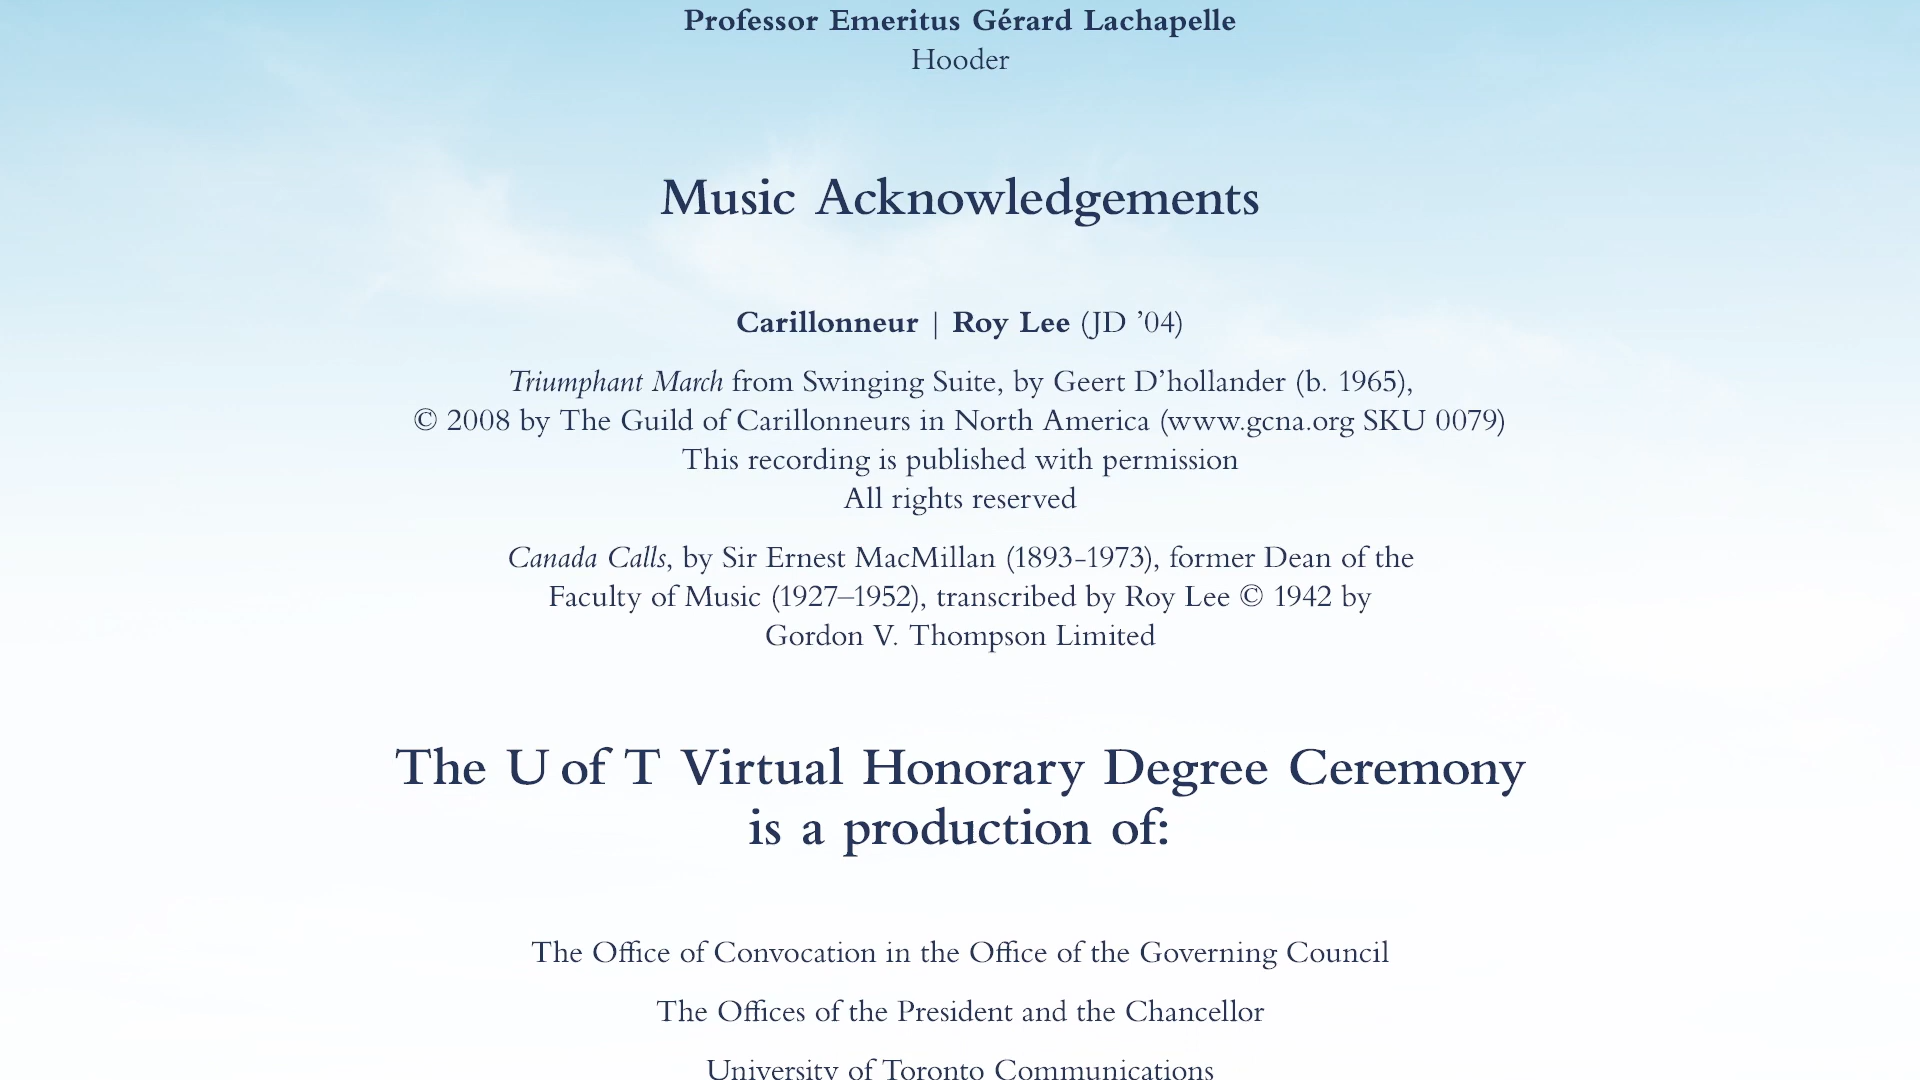 Professor Emeritus Gérard Lachapelle
Hooder
Music Acknowledgements
Carillonneur | Roy Lee (JD ’04)
Triumphant March from Swinging Suite, by Geert D’hollander (b. 1965),
© 2008 by The Guild of Carillonneurs in North America (www.gcna.org SKU 0079)
This recording is published with permission
All rights reserved
Canada Calls, by Sir Ernest MacMillan (1893-1973), former Dean of the
Faculty of Music (1927–1952), transcribed by Roy Lee © 1942 by
Gordon V. Thompson Limited
The U of T Virtual Honorary Degree Ceremony
is a production of:
The Office of Convocation in the Office of the Governing Council
The Offices of the President and the Chancellor
University of Toronto Communications